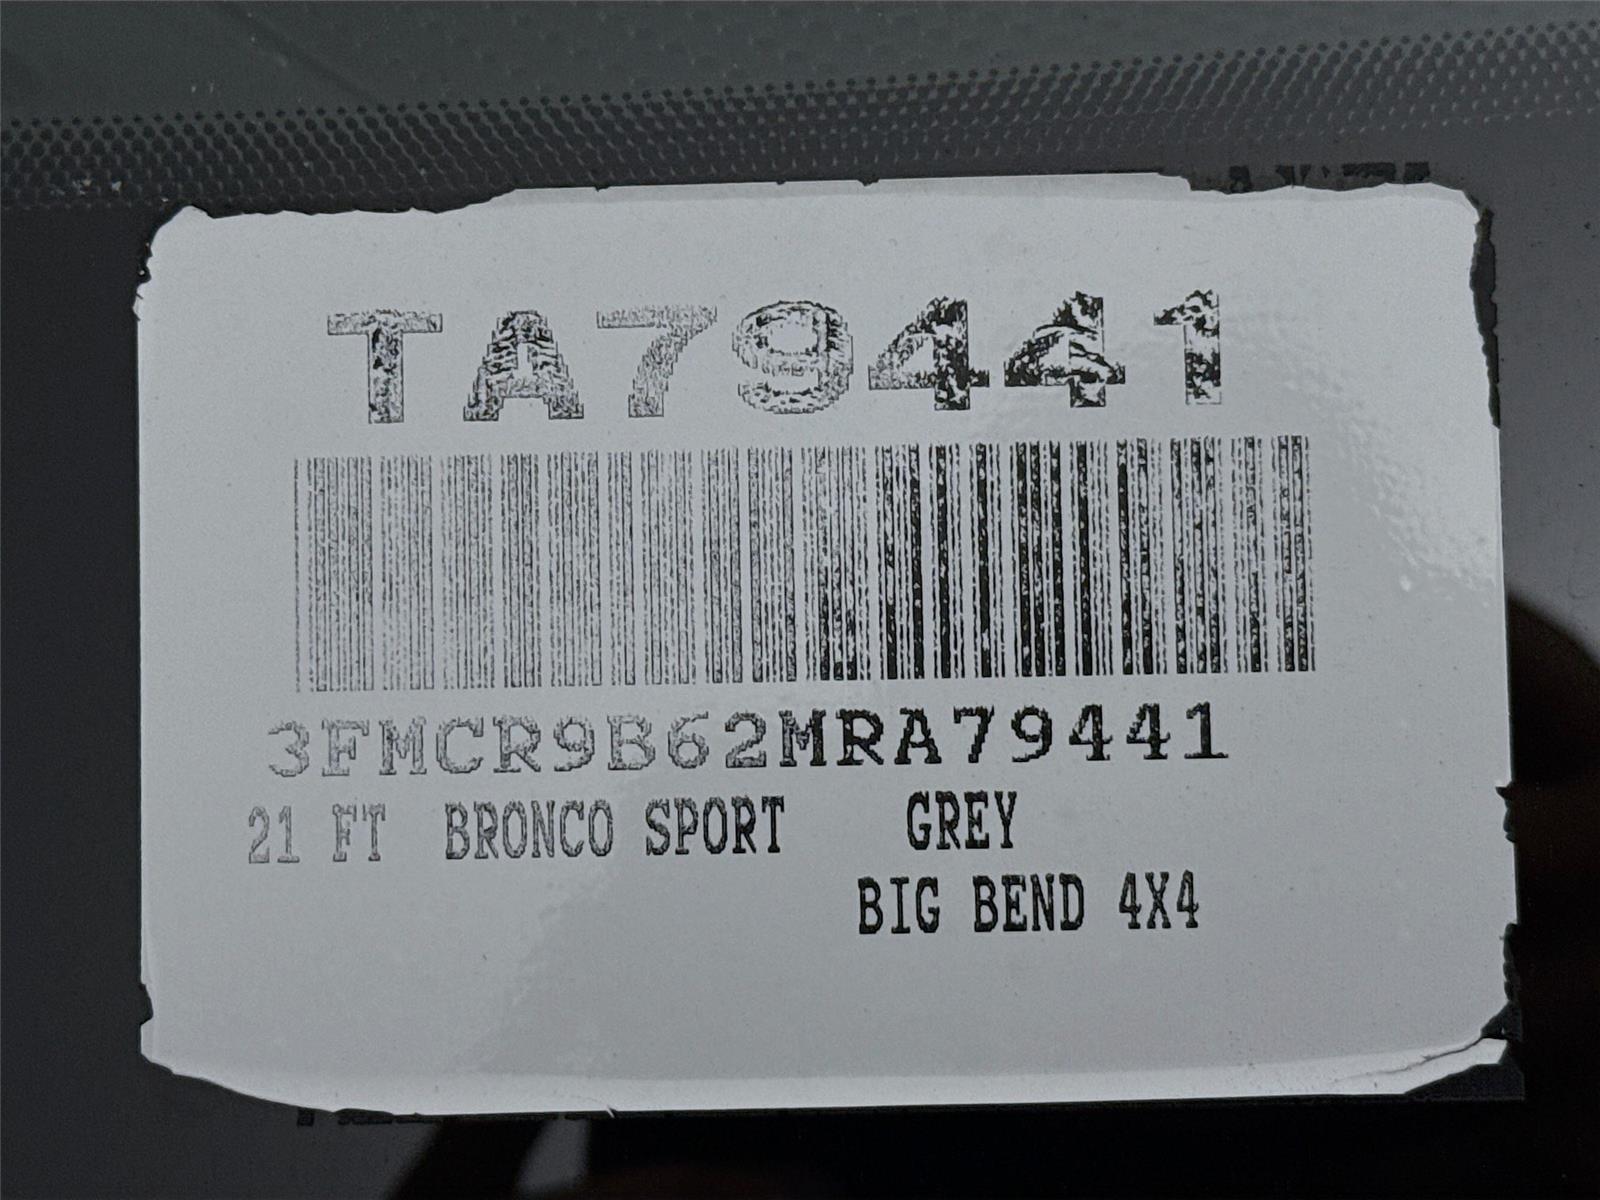 TA79441
3FMCR9B62MRA79441
21 FT BRONCO SPORT GREY
BIG BEND 4X4